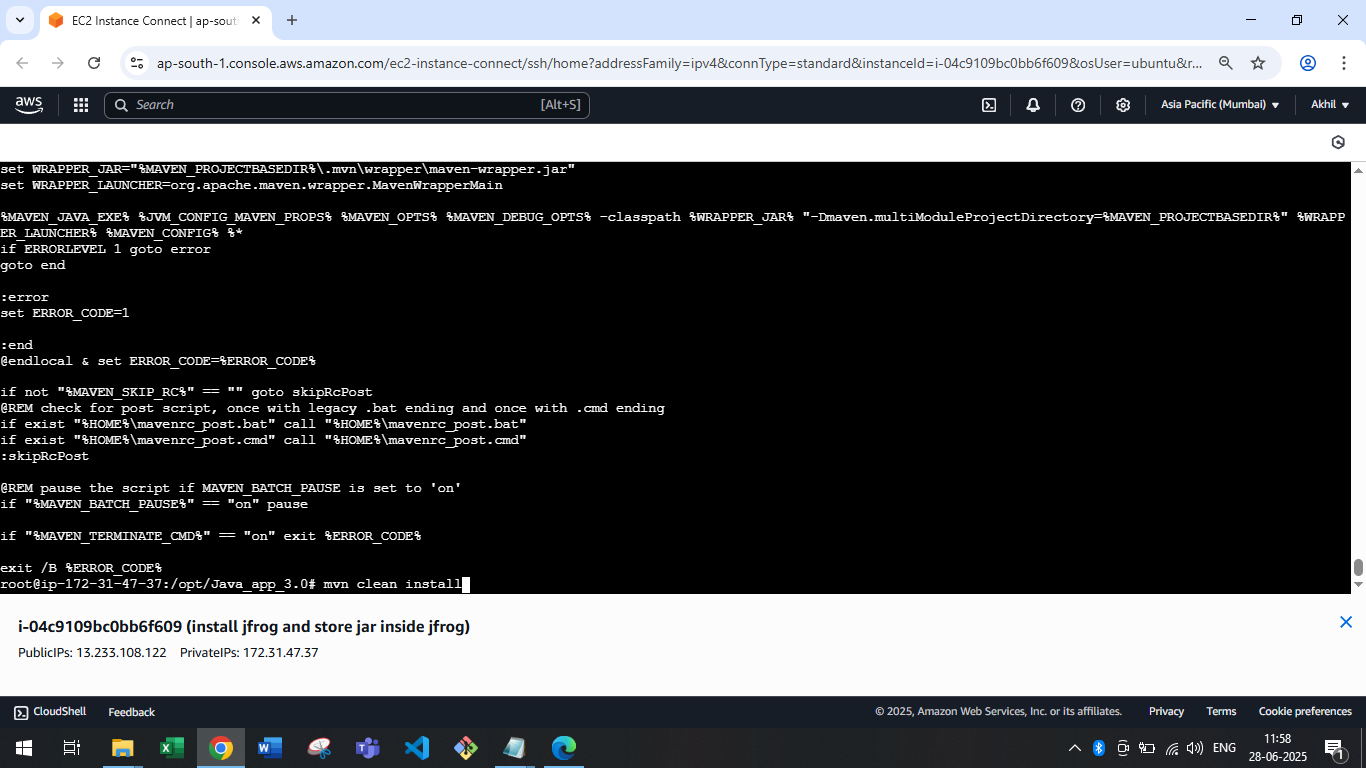 EC2 Instance Connect | ap-sout
ap-south-1.console.aws.amazon.com/ec2-instance-connect/ssh/home?addressFamily=ipv4&connType=standard&instanceId=i-04c9109bc0bb6f609&osUser=ubuntu&r...
aws
Search
[Alt+S]
Asia Pacific (Mumbai)
Akhil
set WRAPPER_JAR="%MAVEN_PROJECTBASEDIR%\.mvn\wrapper\maven-wrapper.jar"
set WRAPPER_LAUNCHER=org.apache.maven.wrapper.MavenWrapperMain
%MAVEN_JAVA_EXE% %JVM_CONFIG_MAVEN_PROPS% %MAVEN_OPTS% %MAVEN_DEBUG_OPTS% -classpath %WRAPPER_JAR% "-Dmaven.multiModuleProjectDirectory=%MAVEN_PROJECTBASEDIR%" %WRAPP
ER_LAUNCHER% %MAVEN_CONFIG% %*
if ERRORLEVEL 1 goto error
goto end
:error
set ERROR_CODE=1
:end
@endlocal & set ERROR_CODE=%ERROR_CODE%
if not "%MAVEN_SKIP_RC%" == "" goto skipRcPost
@REM check for post script, once with legacy .bat ending and once with .cmd ending
if exist "%HOME%\mavenrc_post.bat" call "%HOME%\mavenrc_post.bat"
if exist "%HOME%\mavenrc_post.cmd" call "%HOME%\mavenrc_post.cmd"
:skipRcPost
@REM pause the script if MAVEN_BATCH_PAUSE is set to 'on'
if "%MAVEN_BATCH_PAUSE%" == "on" pause
if "%MAVEN_TERMINATE_CMD%" == "on" exit %ERROR_CODE%
exit /B %ERROR_CODE%
root@ip-172-31-47-37:/opt/Java_app_3.0# mvn clean install
i-04c9109bc0bb6f609 (install jfrog and store jar inside jfrog)
PublicIPs: 13.233.108.122 PrivateIPs: 172.31.47.37
CloudShell
Feedback
© 2025, Amazon Web Services, Inc. or its affiliates.
Privacy
Terms
Cookie preferences
ENG
11:58
28-06-2025
1